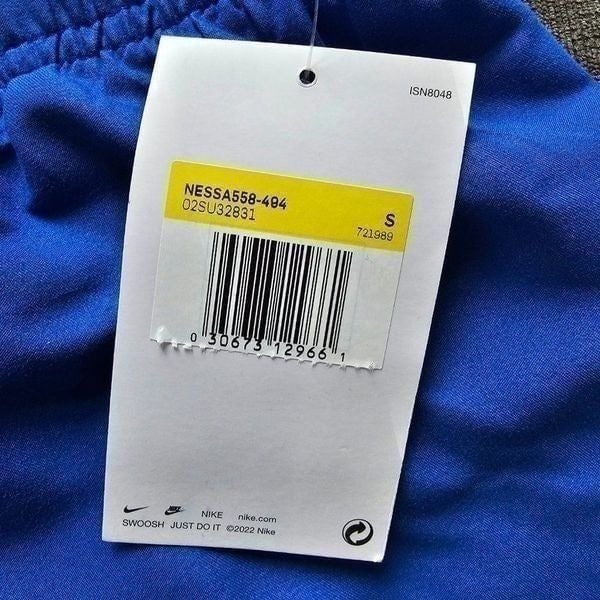 ISN8048
NESSA558-494
02SU32831
S
721989
0 30673 12966 1
NIKE nike.com
SWOOSH JUST DO IT ©2022 Nike